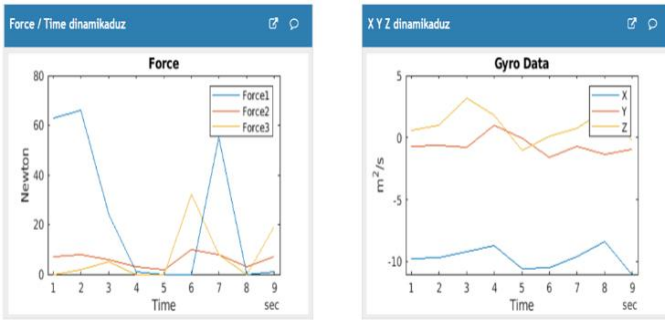 Force / Time dinamikaduz
Force
80
60
40
20
0
Newton
Force1
Force2
Force3
1 2 3 4 5 6 7 8 9
Time
sec
X Y Z dinamikaduz
Gyro Data
5
0
-5
-10
m²/s
X
Y
Z
1 2 3 4 5 6 7 8 9
Time
sec